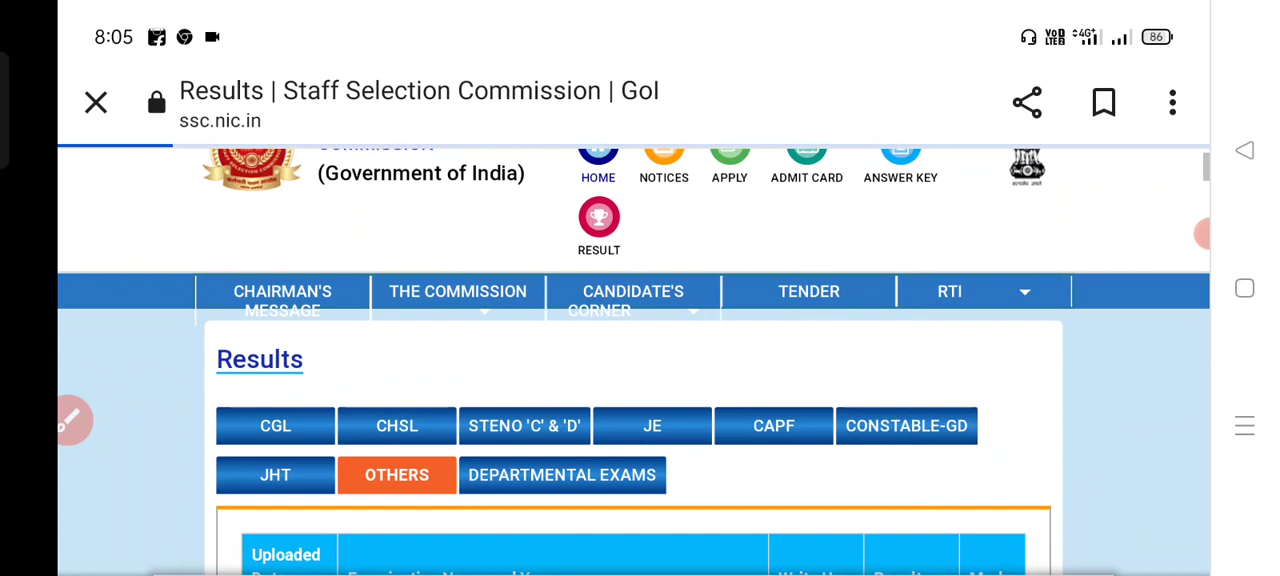 8:05 86
Results | Staff Selection Commission | GoI
ssc.nic.in
(Government of India)
HOME NOTICES APPLY ADMIT CARD ANSWER KEY
RESULT
CHAIRMAN'S MESSAGE THE COMMISSION CANDIDATE'S CORNER TENDER RTI
Results
CGL CHSL STENO 'C' & 'D' JE CAPF CONSTABLE-GD
JHT OTHERS DEPARTMENTAL EXAMS
Uploaded